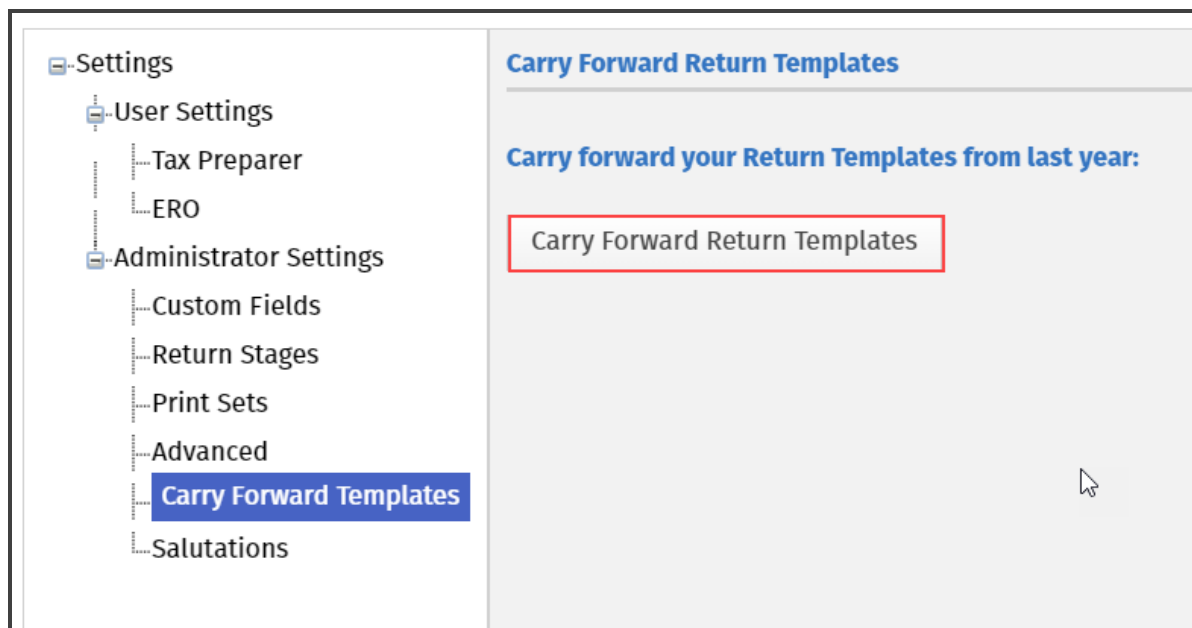 Settings
User Settings
Tax Preparer
ERO
Administrator Settings
Custom Fields
Return Stages
Print Sets
Advanced
Carry Forward Templates
Salutations
Carry Forward Return Templates
Carry forward your Return Templates from last year:
Carry Forward Return Templates